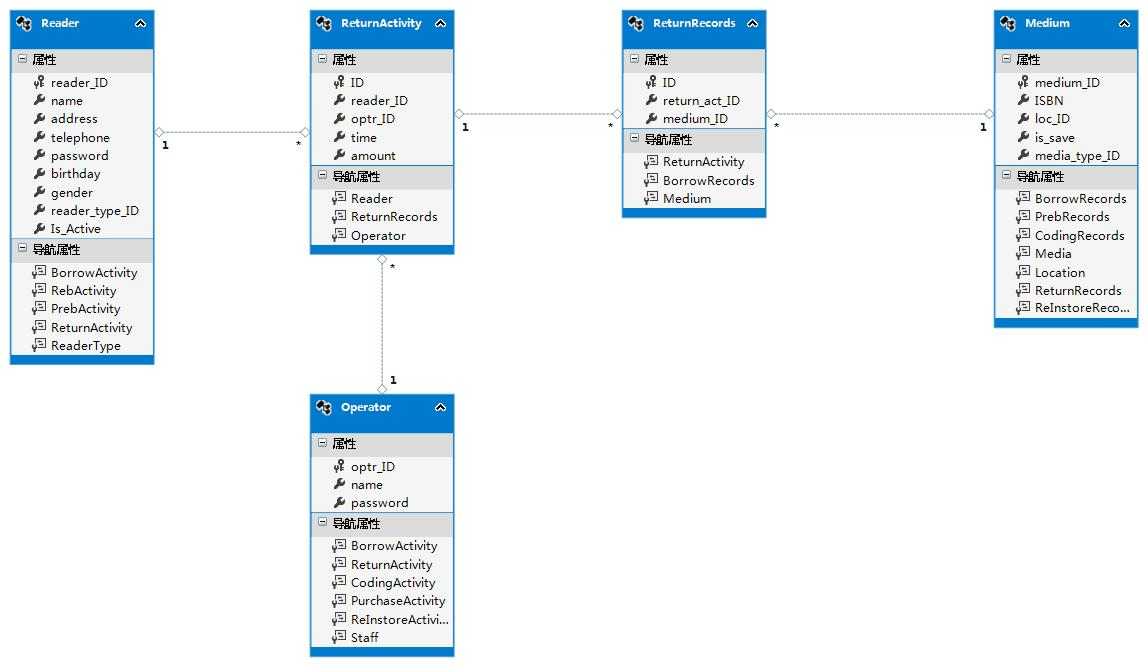 Reader
属性
reader_ID
name
address
telephone
password
birthday
gender
reader_type_ID
Is_Active
导航属性
BorrowActivity
RebActivity
PrebActivity
ReturnActivity
ReaderType
1
*
ReturnActivity
属性
ID
reader_ID
optr_ID
time
amount
导航属性
Reader
ReturnRecords
Operator
1
*
ReturnRecords
属性
ID
return_act_ID
medium_ID
导航属性
ReturnActivity
BorrowRecords
Medium
*
1
Medium
属性
medium_ID
ISBN
loc_ID
is_save
media_type_ID
导航属性
BorrowRecords
PrebRecords
CodingRecords
Media
Location
ReturnRecords
ReInstoreReco...
*
1
Operator
属性
optr_ID
name
password
导航属性
BorrowActivity
ReturnActivity
CodingActivity
PurchaseActivity
ReInstoreActivi...
Staff